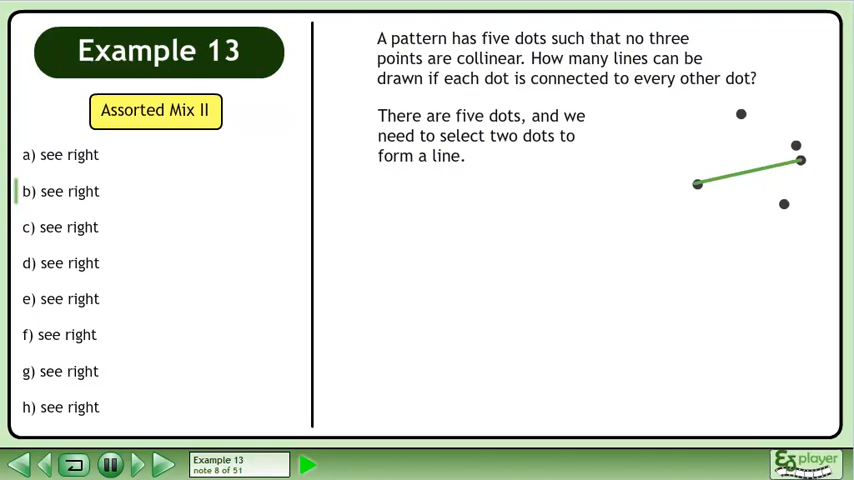 Example 13
Assorted Mix II
a) see right
b) see right
c) see right
d) see right
e) see right
f) see right
g) see right
h) see right
A pattern has five dots such that no three
points are collinear. How many lines can be
drawn if each dot is connected to every other dot?
There are five dots, and we
need to select two dots to
form a line.
Example 13
note 8 of 51
player